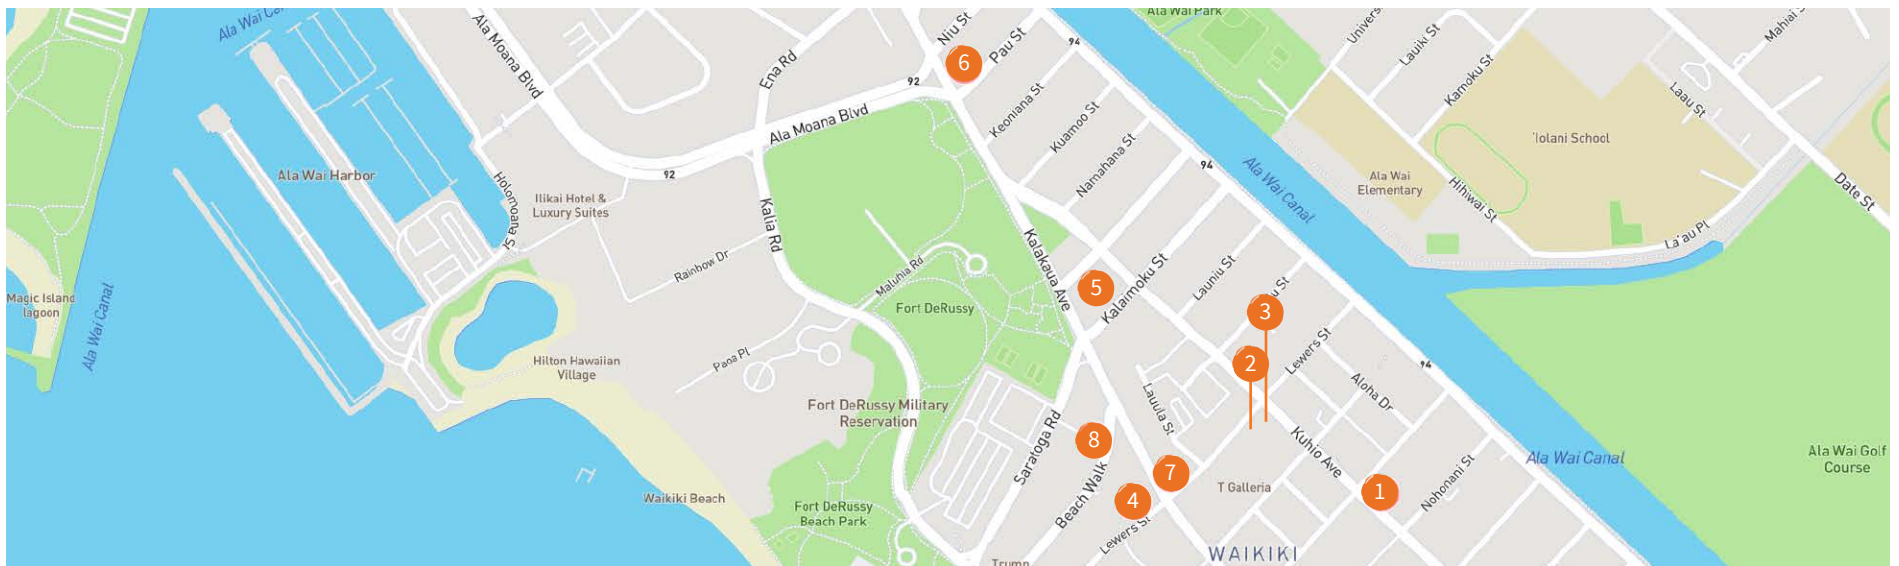 Ala Wai
Ala Moana Blvd
Niu St
Pau St
94
Ala Wai Park
Lauiki St
Kamoku St
Laau St
6
Ena Rd
92
Ala Moana Blvd
Keoniana St
Kuamoo St
Namahana St
94
Ala Wai Canal
'Iolani School
Ala Wai
Elementary
Hihiwai St
Date St
La'au Pl
Ala Wai Harbor
92
Holomoana St
Ilikai Hotel &
Luxury Suites
Kalia Rd
Rainbow Dr
Maluhia Rd
Kalakaua Ave
Kalaimoku St
Launiu St
5
3
u St
Magic Island
lagoon
Ala Wai Canal
Fort DeRussy
Hilton Hawaiian
Village
Paoa Pl
2
Lewers St
94
Aloha Dr
Fort DeRussy Military
Reservation
Lauula St
Saratoga Rd
8
Beach Walk
7
Kuhio Ave
Ala Wai Canal
Ala Wai Golf
Course
Waikiki Beach
4
T Galleria
1
Nohonani St
Fort DeRussy
Beach Park
Lewers St
WAIKIKI
Trump